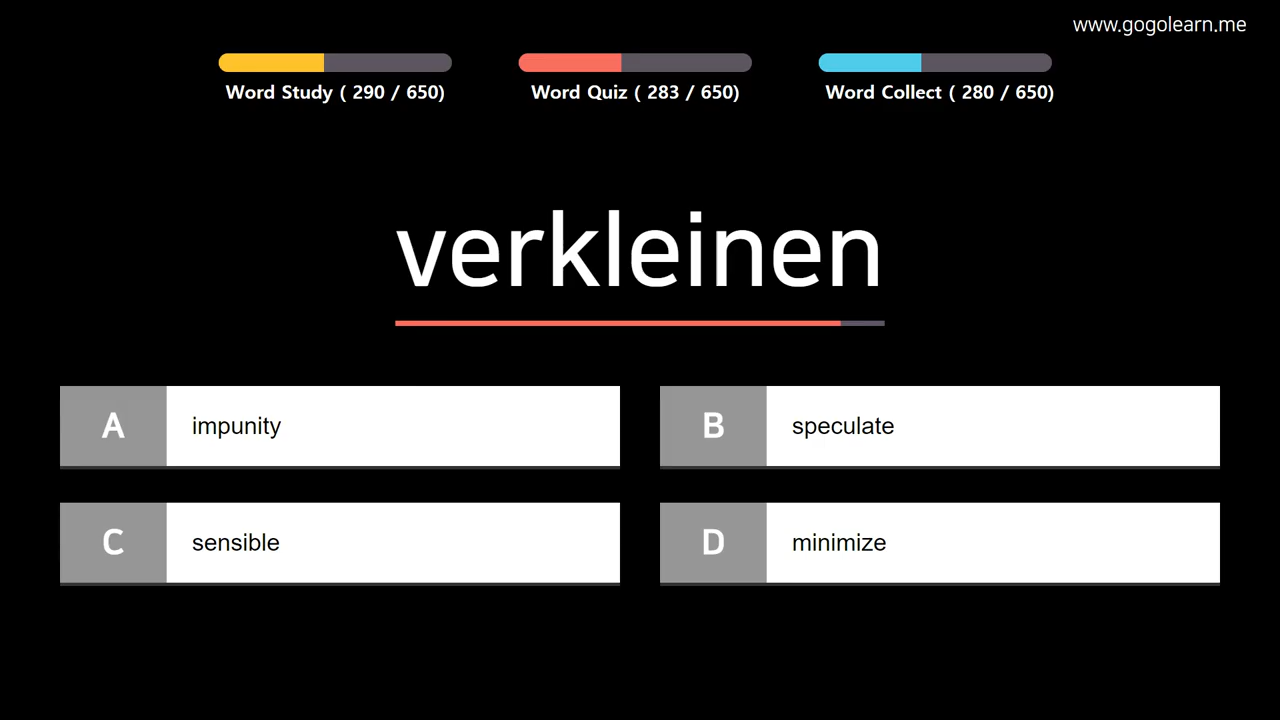 www.gogolearn.me
Word Study ( 290 / 650)
Word Quiz ( 283 / 650)
Word Collect ( 280 / 650)
verkleinen
A impunity
B speculate
C sensible
D minimize